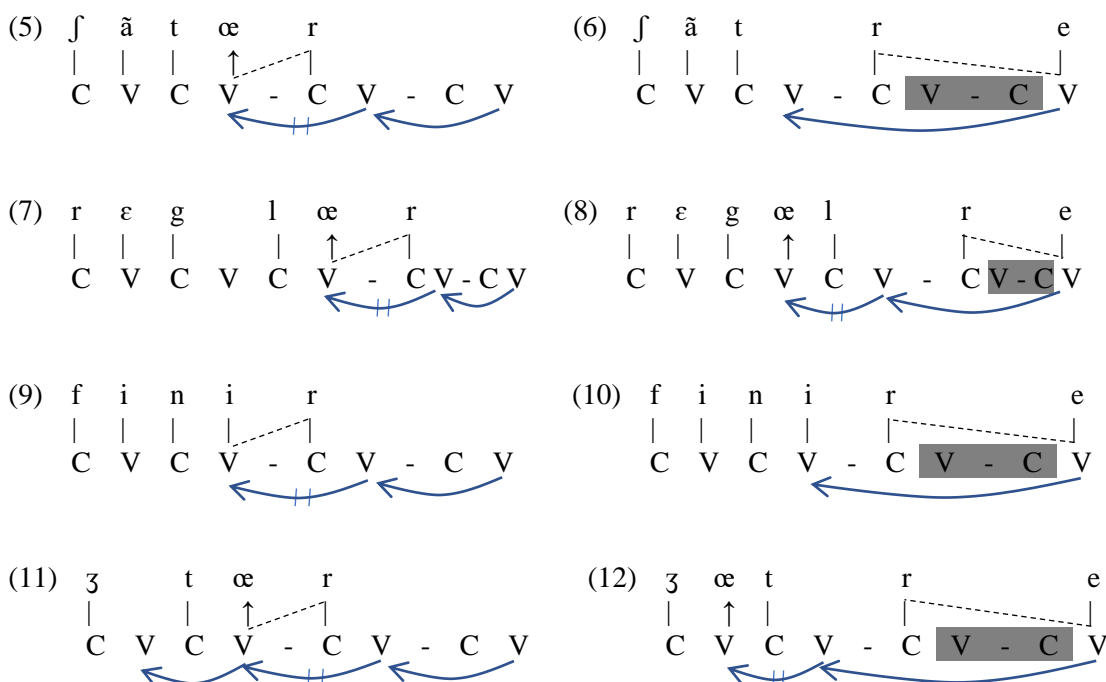 (5) ʃ ã t œ r (6) ʃ ã t r e
C V C V - C V - C V C V C V - C V - C V
(7) r ɛ g l œ r (8) r ɛ g œ l r e
C V C V C V - C V - C V C V C V C V - C V - C V
(9) f i n i r (10) f i n i r e
C V C V - C V - C V C V C V - C V - C V
(11) ʒ t œ r (12) ʒ œ t r e
C V C V - C V - C V C V C V - C V - C V